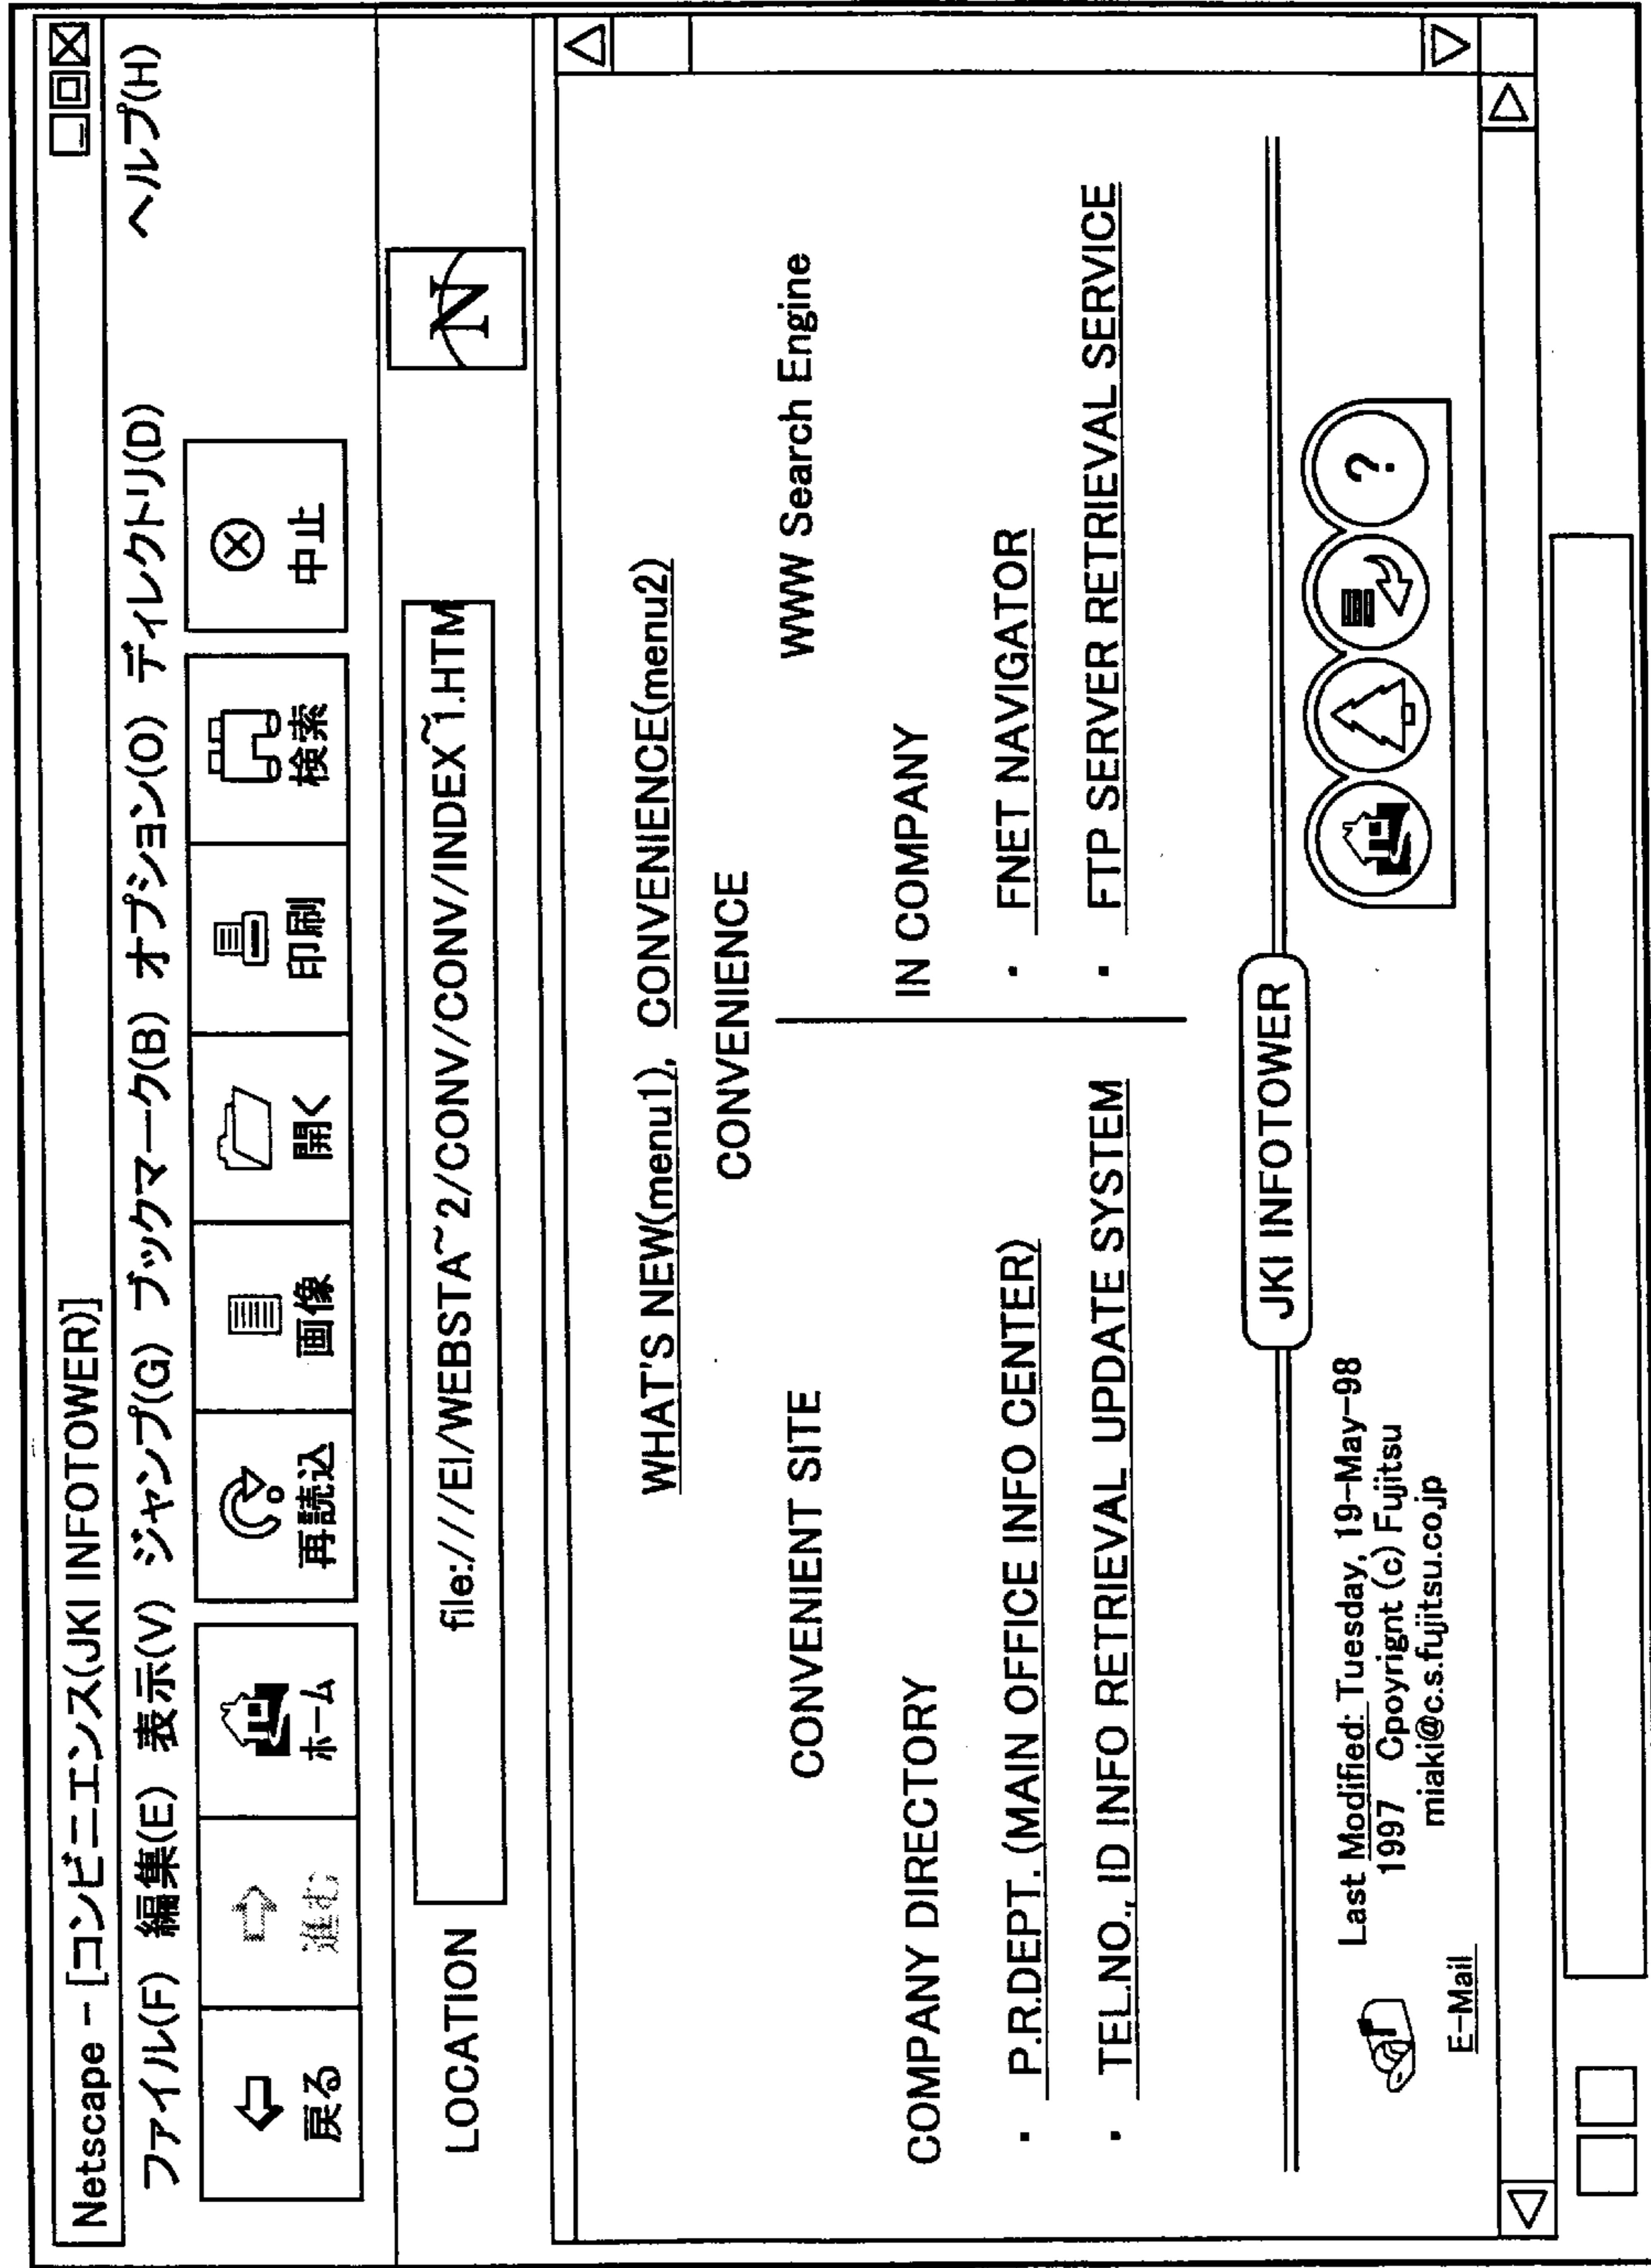 Netscape - [コンビニエンス(JKI INFOTOWER)]
ファイル(F) 編集(E) 表示(V) ジャンプ(G) ブックマーク(B) オプション(O) ディレクトリ(D) ヘルプ(H)
戻る 進む ホーム 再読込 画像 開く 印刷 検索 中止
LOCATION file:///E|/WEBSTA~2/CONV/CONV/INDEX~1.HTM
N
WHAT'S NEW(menu1), CONVENIENCE(menu2)
CONVENIENCE
CONVENIENT SITE WWW Search Engine
COMPANY DIRECTORY IN COMPANY
・ P.R.DEPT. (MAIN OFFICE INFO CENTER) ・ FNET NAVIGATOR
・ TEL.NO., ID INFO RETRIEVAL UPDATE SYSTEM ・ FTP SERVER RETRIEVAL SERVICE
JKI INFOTOWER
Last Modified: Tuesday, 19-May-98
1997 Cpoyrignt (c) Fujitsu
miaki@c.s.fujitsu.co.jp
E-Mail
?